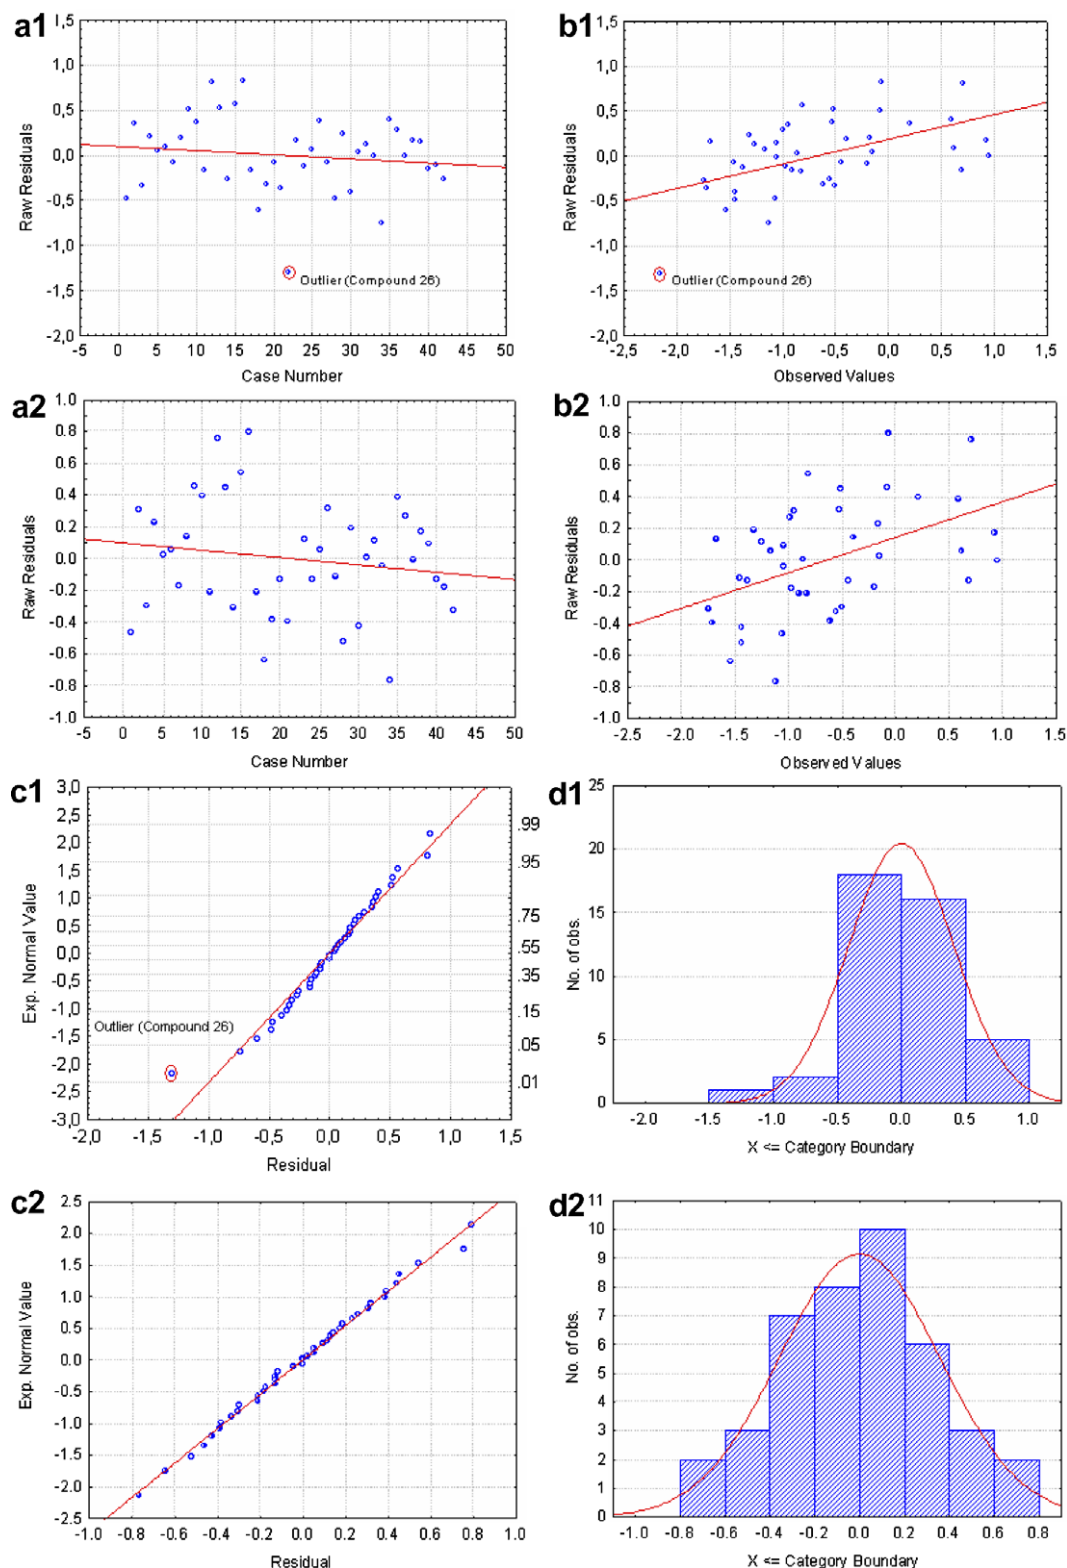 a1
1,5
1,0
0,5
0,0
-0,5
-1,0
-1,5
-2,0
Raw Residuals
Outlier (Compound 26)
-5 0 5 10 15 20 25 30 35 40 45 50
Case Number
b1
1,5
1,0
0,5
0,0
-0,5
-1,0
-1,5
-2,0
Raw Residuals
Outlier (Compound 26)
-2,5 -2,0 -1,5 -1,0 -0,5 0,0 0,5 1,0 1,5
Observed Values
a2
1.0
0.8
0.6
0.4
0.2
0.0
-0.2
-0.4
-0.6
-0.8
-1.0
Raw Residuals
-5 0 5 10 15 20 25 30 35 40 45 50
Case Number
b2
1.0
0.8
0.6
0.4
0.2
0.0
-0.2
-0.4
-0.6
-0.8
-1.0
Raw Residuals
-2.5 -2.0 -1.5 -1.0 -0.5 0.0 0.5 1.0 1.5
Observed Values
c1
3,0
2,5
2,0
1,5
1,0
0,5
0,0
-0,5
-1,0
-1,5
-2,0
-2,5
-3,0
Exp. Normal Value
.99
.95
.75
.55
.35
.15
.05
.01
Outlier (Compound 26)
-2,0 -1,5 -1,0 -0,5 0,0 0,5 1,0 1,5
Residual
d1
25
20
15
10
5
0
No. of obs.
-2.0 -1.5 -1.0 -0.5 0.0 0.5 1.0
X <= Category Boundary
c2
2.5
2.0
1.5
1.0
0.5
0.0
-0.5
-1.0
-1.5
-2.0
-2.5
Exp. Normal Value
-1.0 -0.8 -0.6 -0.4 -0.2 0.0 0.2 0.4 0.6 0.8 1.0
Residual
d2
11
10
9
8
7
6
5
4
3
2
1
0
No. of obs.
-1.0 -0.8 -0.6 -0.4 -0.2 0.0 0.2 0.4 0.6 0.8
X <= Category Boundary